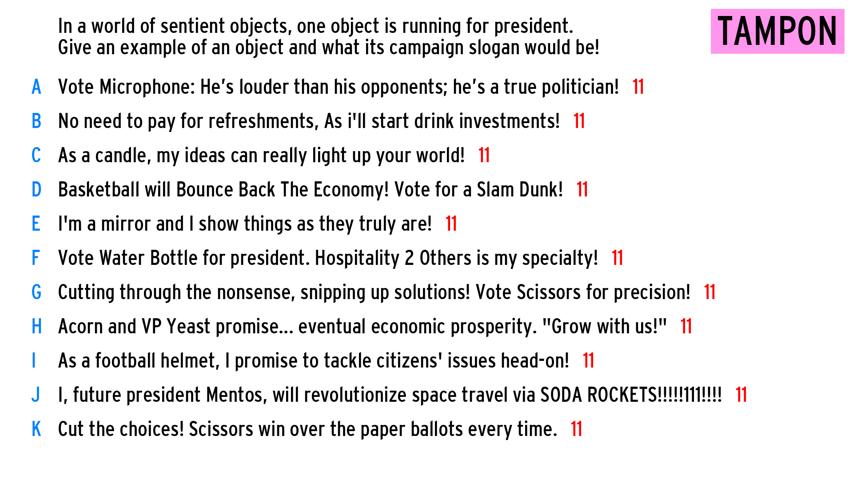 In a world of sentient objects, one object is running for president.
Give an example of an object and what its campaign slogan would be!
TAMPON
A Vote Microphone: He's louder than his opponents; he's a true politician! 11
B No need to pay for refreshments, As i'll start drink investments! 11
C As a candle, my ideas can really light up your world! 11
D Basketball will Bounce Back The Economy! Vote for a Slam Dunk! 11
E I'm a mirror and I show things as they truly are! 11
F Vote Water Bottle for president. Hospitality 2 Others is my specialty! 11
G Cutting through the nonsense, snipping up solutions! Vote Scissors for precision! 11
H Acorn and VP Yeast promise... eventual economic prosperity. "Grow with us!" 11
I As a football helmet, I promise to tackle citizens' issues head-on! 11
J I, future president Mentos, will revolutionize space travel via SODA ROCKETS!!!!!111!!!! 11
K Cut the choices! Scissors win over the paper ballots every time. 11